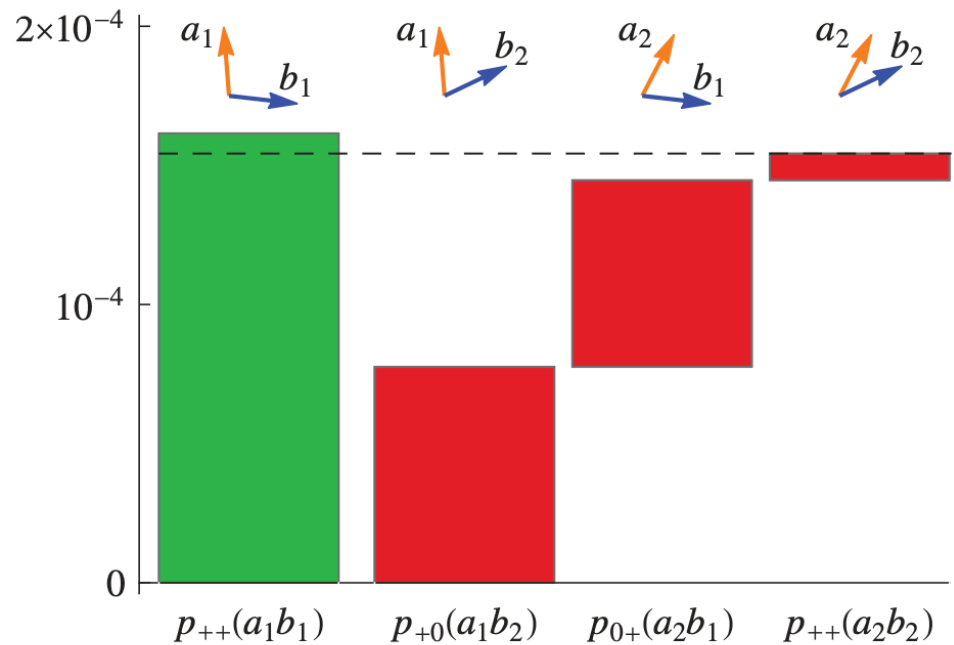 2×10⁻⁴
a₁ b₁
a₁ b₂
a₂ b₁
a₂ b₂
10⁻⁴
0
p₊₊(a₁b₁) p₊₀(a₁b₂) p₀₊(a₂b₁) p₊₊(a₂b₂)